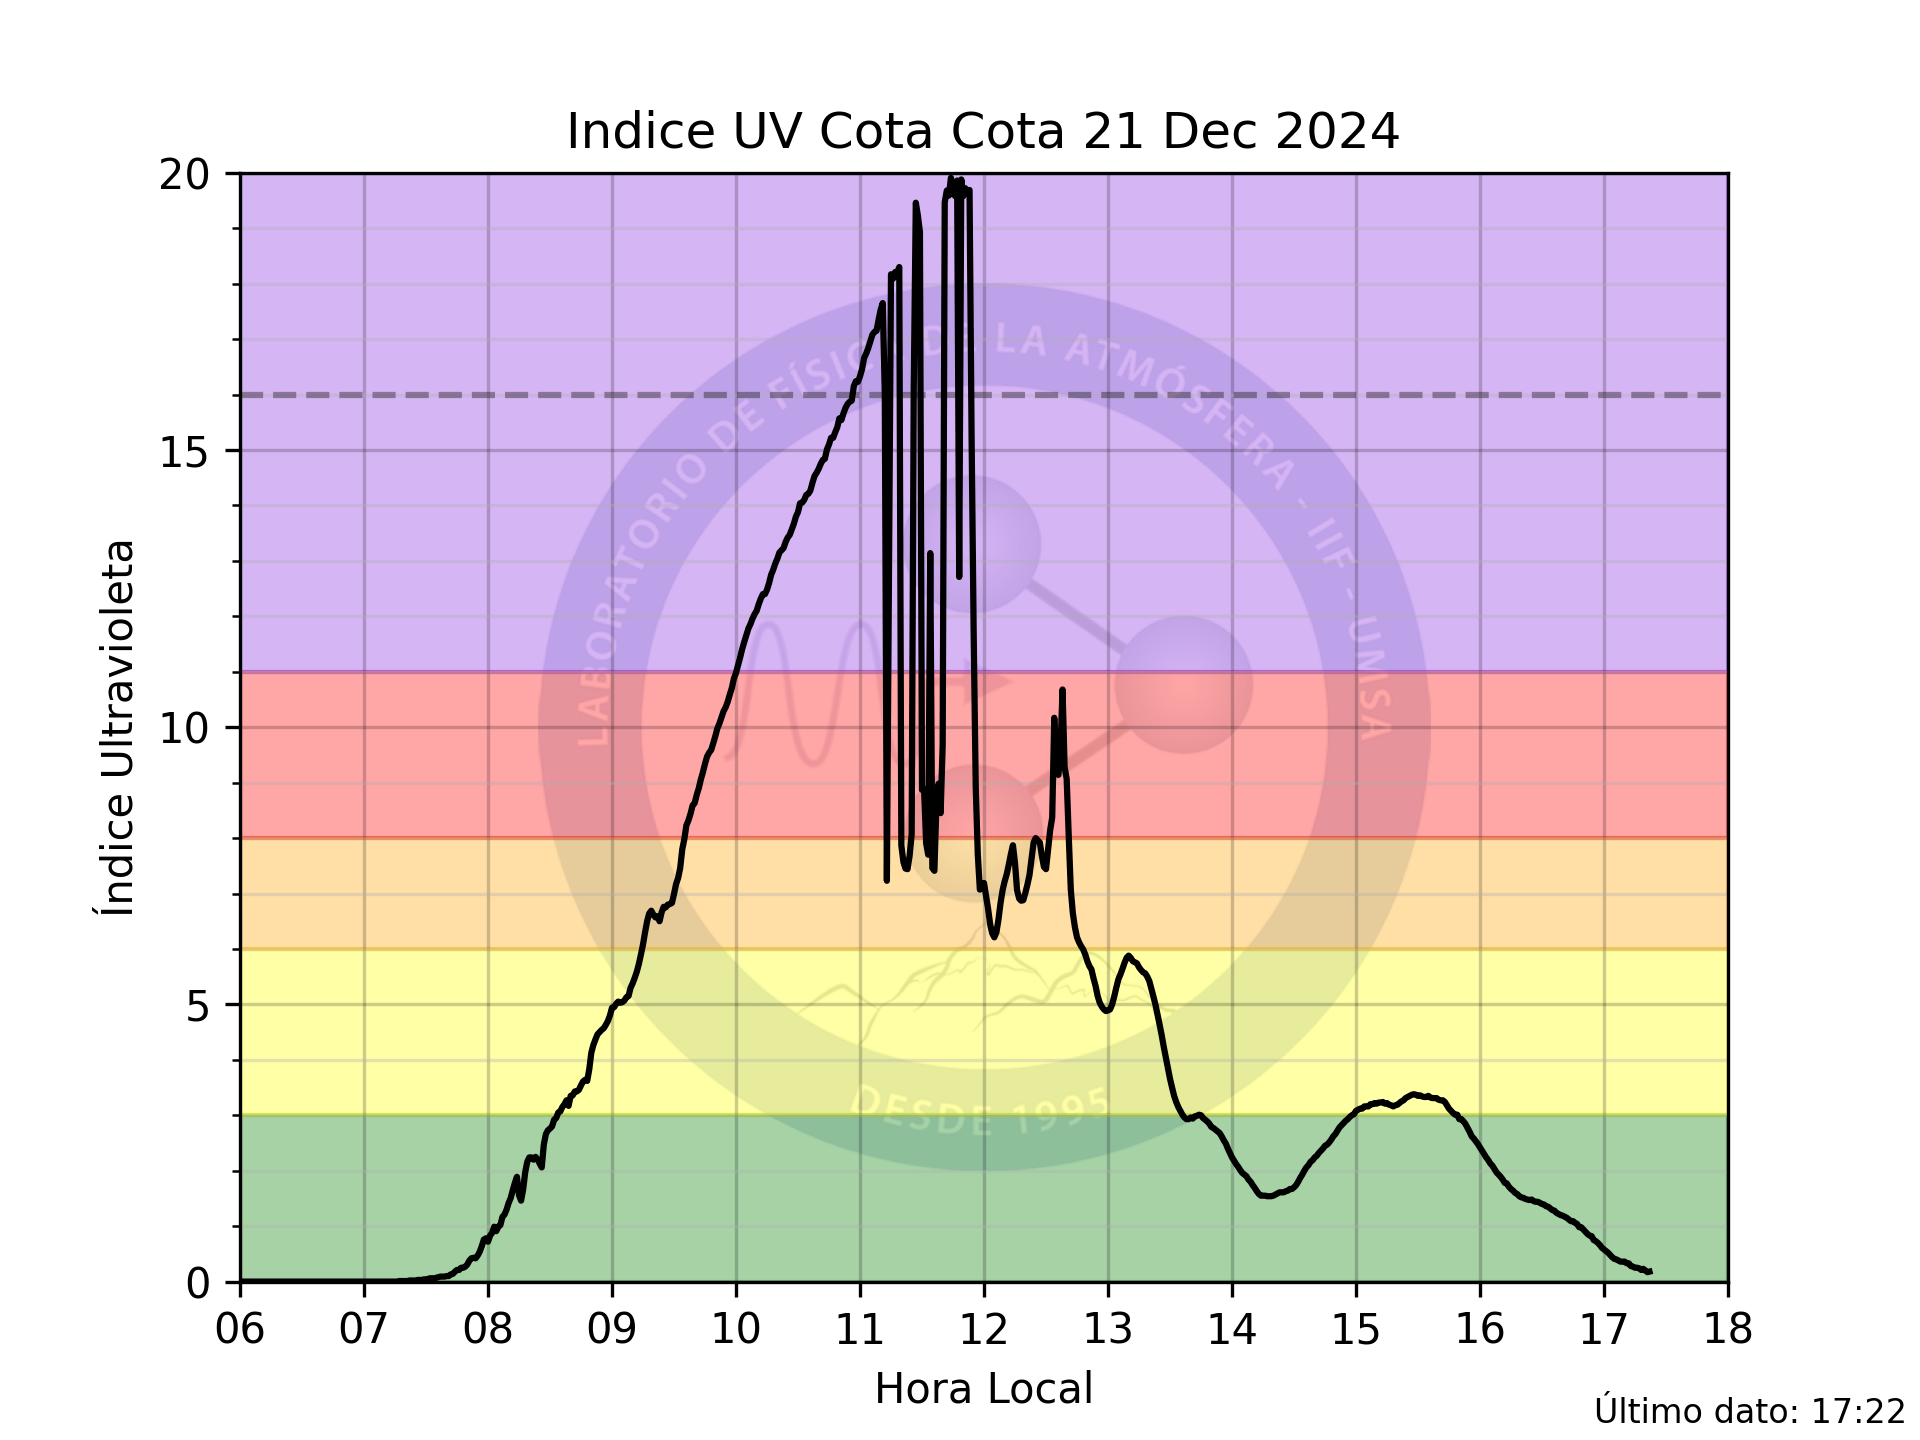 Indice UV Cota Cota 21 Dec 2024
20
15
10
5
0
Índice Ultravioleta
LABORATORIO DE FÍSICA DE LA ATMÓSFERA - IIF - UMSA
DESDE 1995
06 07 08 09 10 11 12 13 14 15 16 17 18
Hora Local
Último dato: 17:22